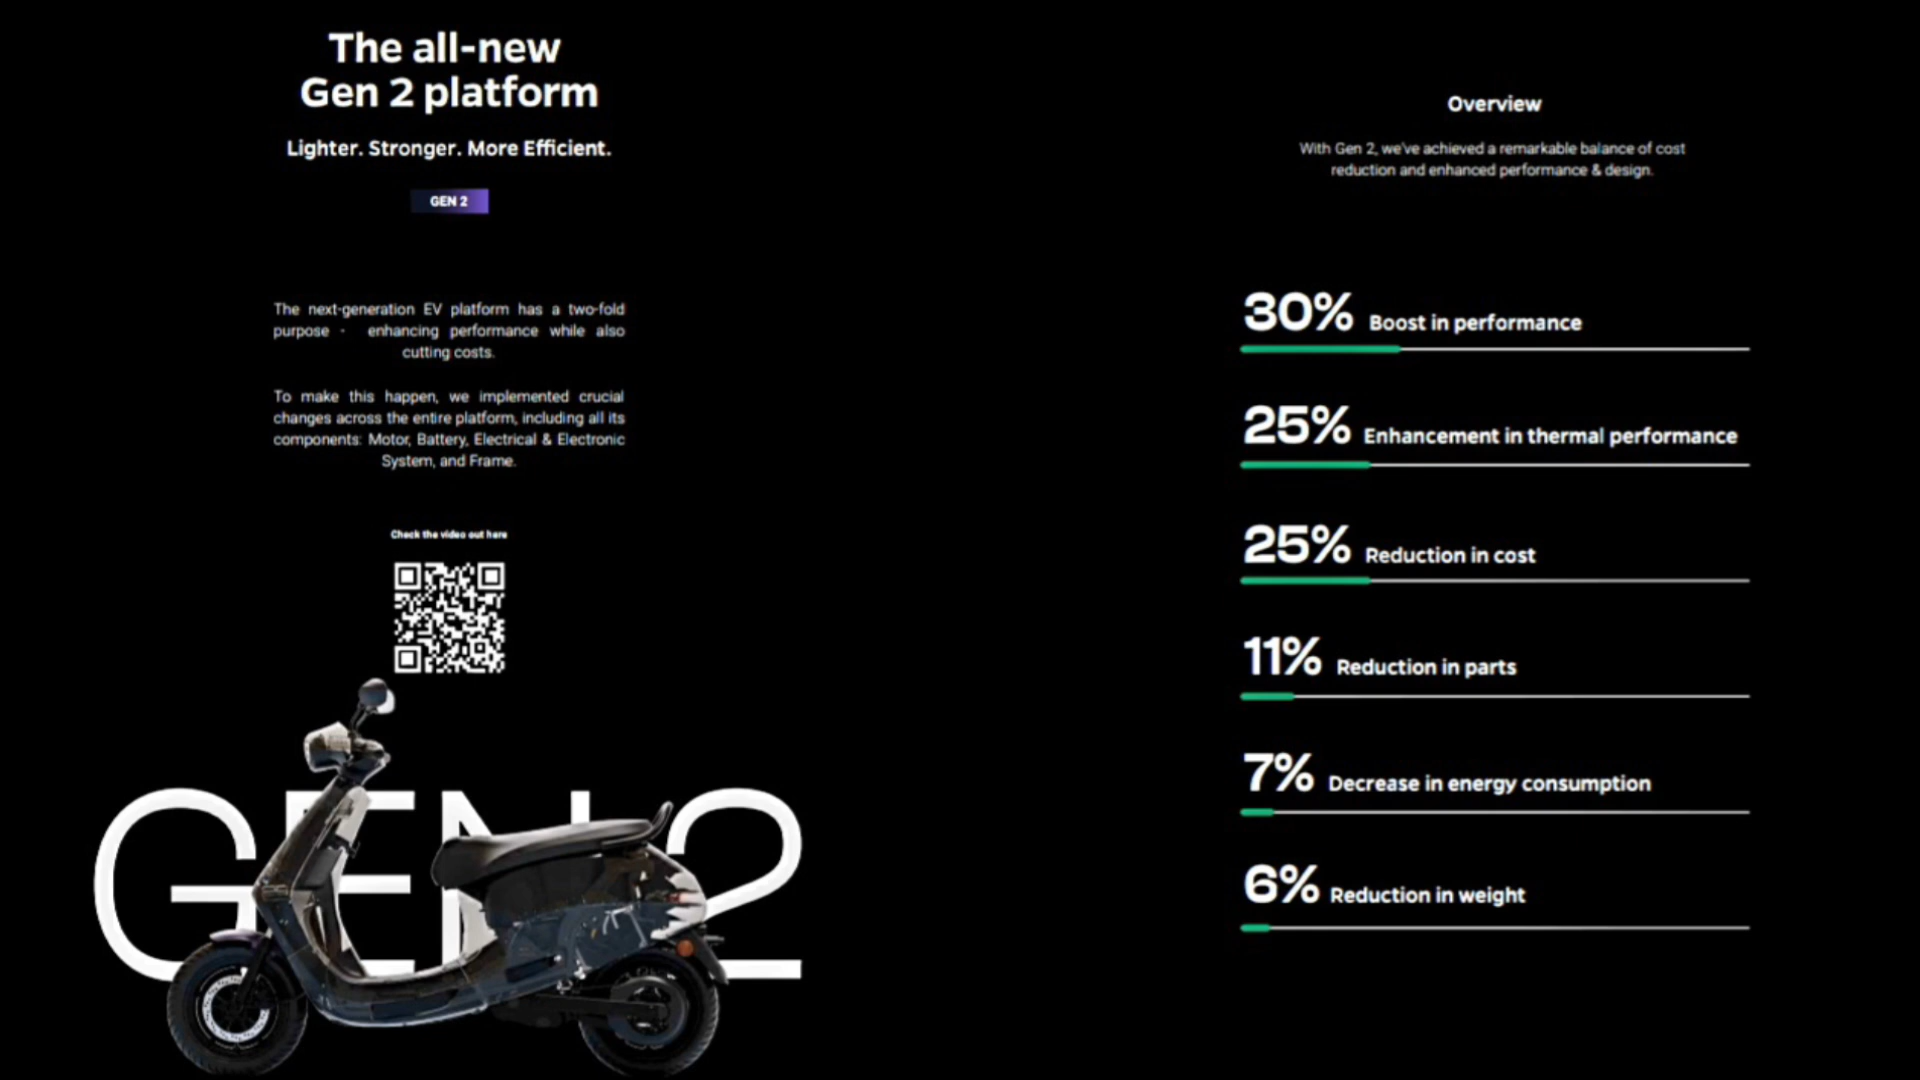 The all-new
Gen 2 platform
Lighter. Stronger. More Efficient.
GEN 2
The next-generation EV platform has a two-fold
purpose - enhancing performance while also
cutting costs.
To make this happen, we implemented crucial
changes across the entire platform, including all its
components: Motor, Battery, Electrical & Electronic
System, and Frame.
Check the video out here
GEN 2
Overview
With Gen 2, we've achieved a remarkable balance of cost
reduction and enhanced performance & design.
30% Boost in performance
25% Enhancement in thermal performance
25% Reduction in cost
11% Reduction in parts
7% Decrease in energy consumption
6% Reduction in weight